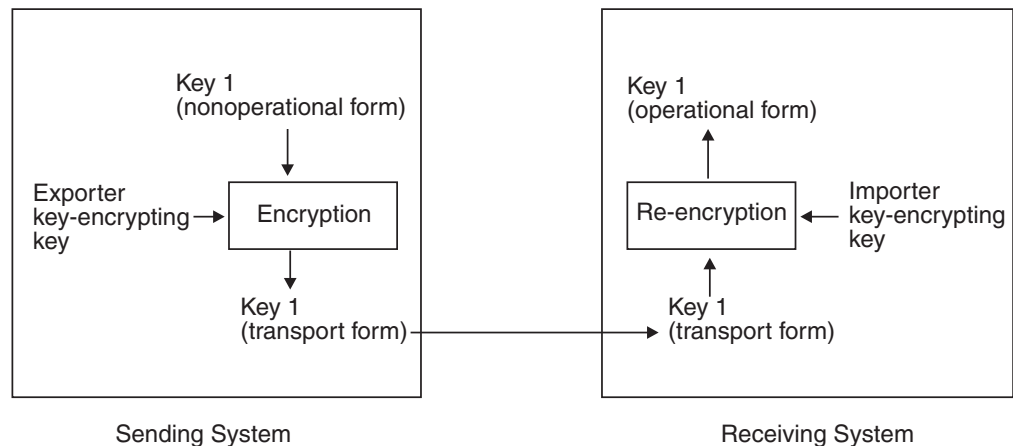 Key 1
(nonoperational form)
Exporter
key-encrypting
key
Encryption
Key 1
(transport form)
Sending System
Key 1
(operational form)
Re-encryption
Importer
key-encrypting
key
Key 1
(transport form)
Receiving System